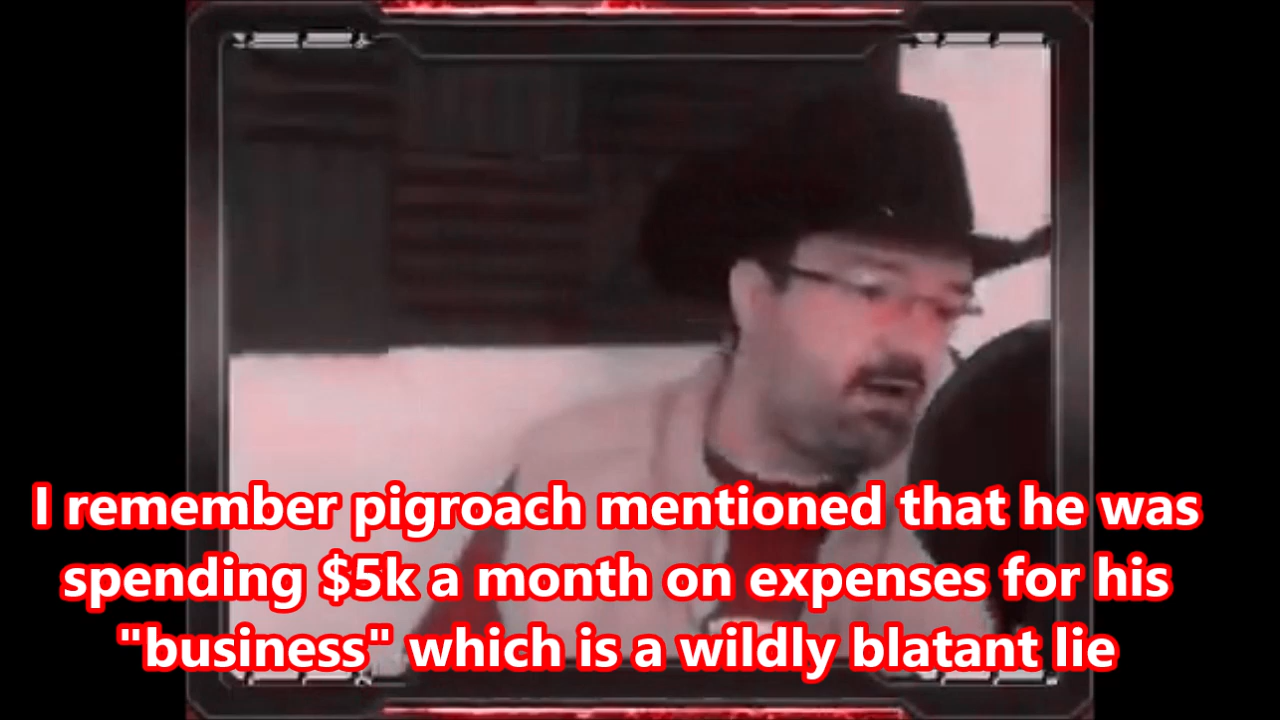 I remember pigroach mentioned that he was
spending $5k a month on expenses for his
"business" which is a wildly blatant lie